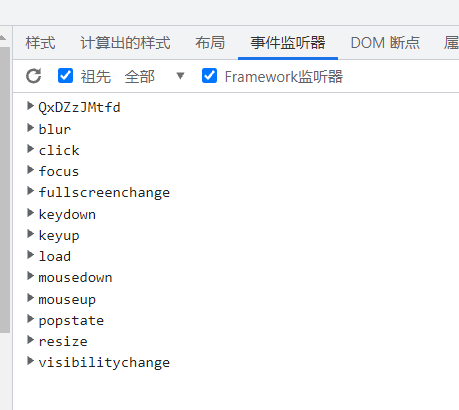 样式 计算出的样式 布局 事件监听器 DOM 断点
祖先 全部 Framework监听器
QxDZzJMtfd
blur
click
focus
fullscreenchange
keydown
keyup
load
mousedown
mouseup
popstate
resize
visibilitychange